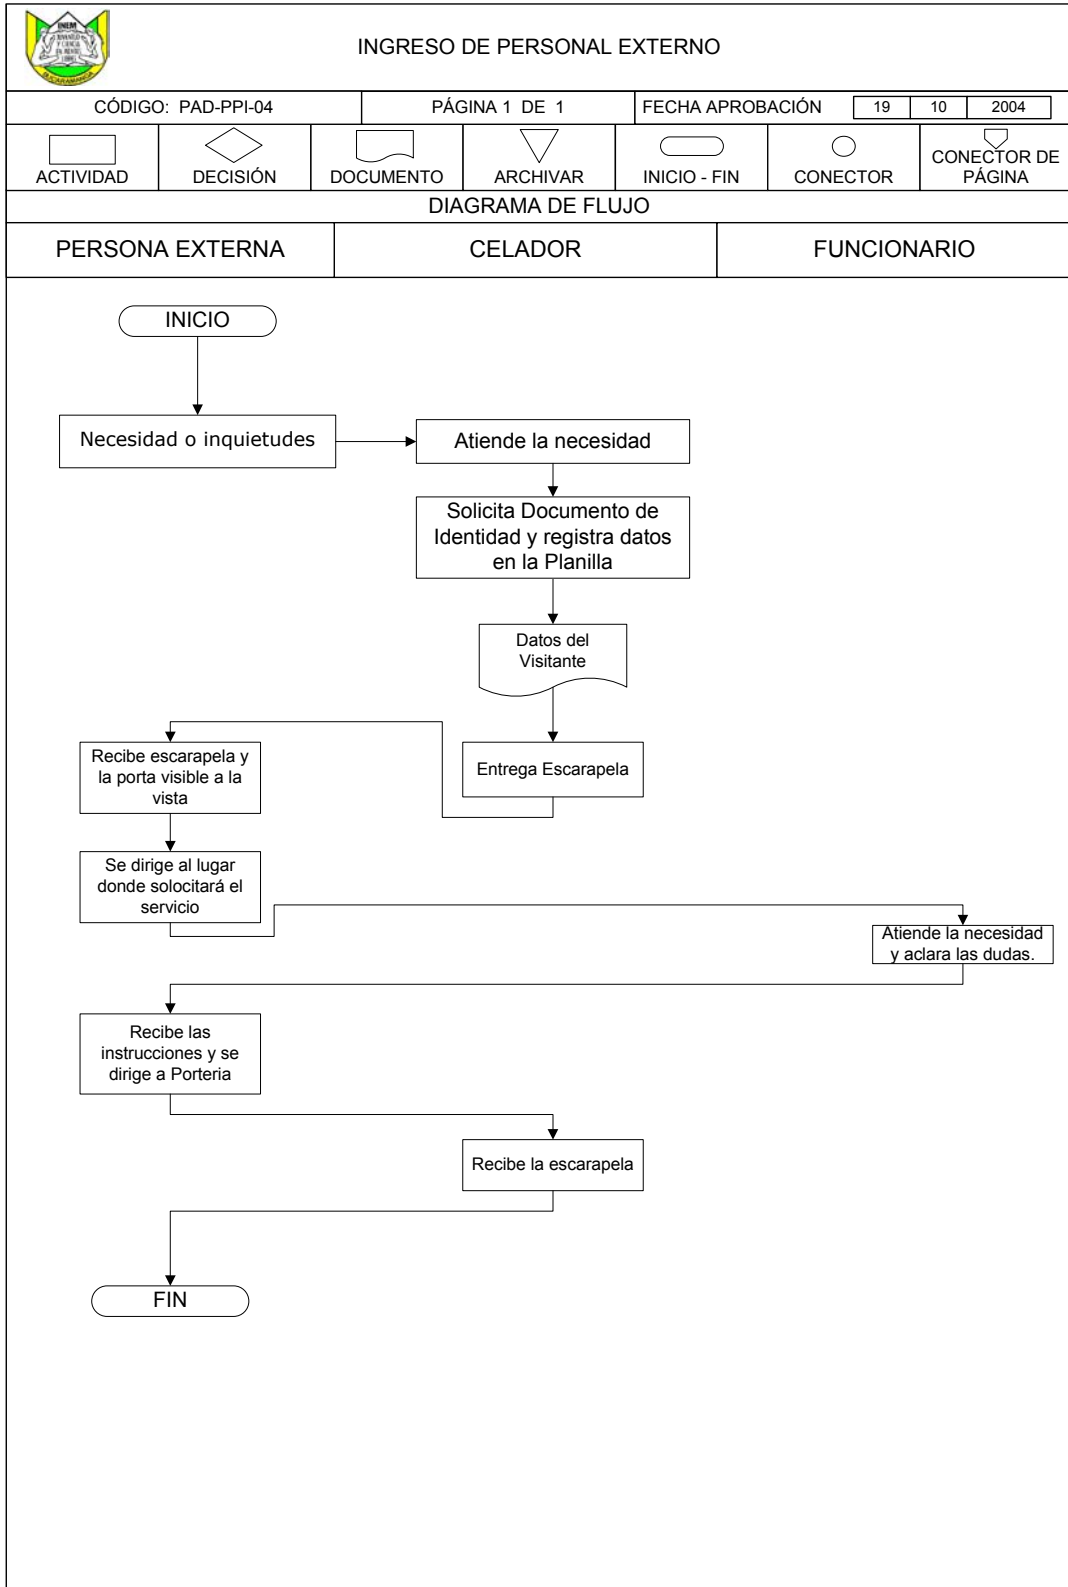 INEM
JUVENTUD
Y CIENCIA
BUCARAMANGA
INGRESO DE PERSONAL EXTERNO
CÓDIGO: PAD-PPI-04
PÁGINA 1 DE 1
FECHA APROBACIÓN 19 10 2004
ACTIVIDAD
DECISIÓN
DOCUMENTO
ARCHIVAR
INICIO - FIN
CONECTOR
CONECTOR DE
PÁGINA
DIAGRAMA DE FLUJO
PERSONA EXTERNA
CELADOR
FUNCIONARIO
INICIO
Necesidad o inquietudes
Atiende la necesidad
Solicita Documento de
Identidad y registra datos
en la Planilla
Datos del
Visitante
Entrega Escarapela
Recibe escarapela y
la porta visible a la
vista
Se dirige al lugar
donde solocitará el
servicio
Atiende la necesidad
y aclara las dudas.
Recibe las
instrucciones y se
dirige a Porteria
Recibe la escarapela
FIN